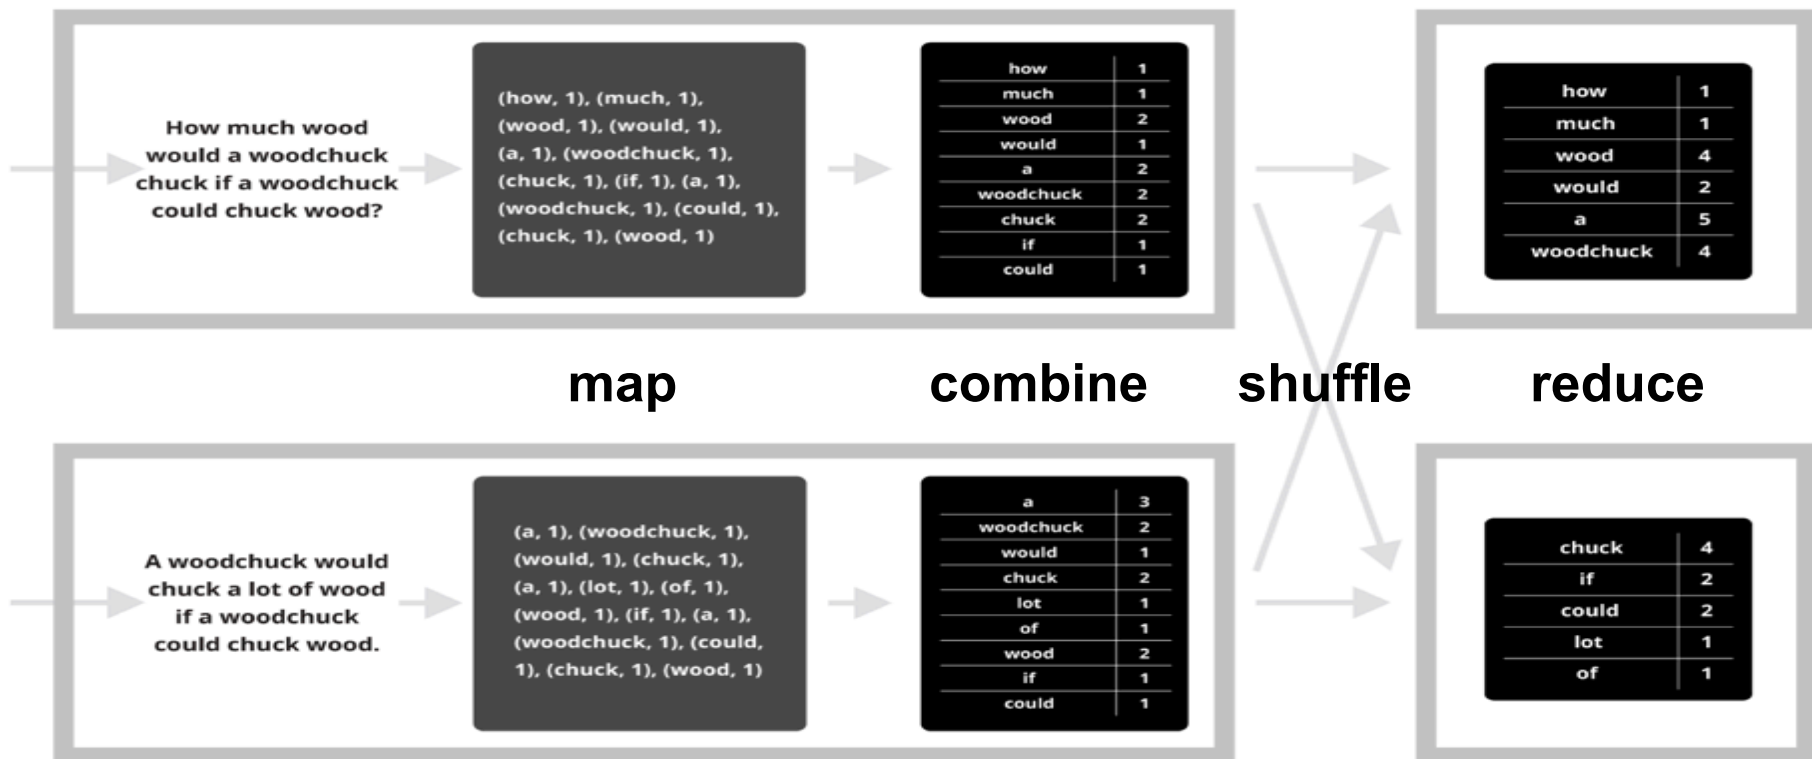 How much wood
would a woodchuck
chuck if a woodchuck
could chuck wood?
(how, 1), (much, 1),
(wood, 1), (would, 1),
(a, 1), (woodchuck, 1),
(chuck, 1), (if, 1), (a, 1),
(woodchuck, 1), (could, 1),
(chuck, 1), (wood, 1)
how 1
much 1
wood 2
would 1
a 2
woodchuck 2
chuck 2
if 1
could 1
how 1
much 1
wood 4
would 2
a 5
woodchuck 4
map combine shuffle reduce
A woodchuck would
chuck a lot of wood
if a woodchuck
could chuck wood.
(a, 1), (woodchuck, 1),
(would, 1), (chuck, 1),
(a, 1), (lot, 1), (of, 1),
(wood, 1), (if, 1), (a, 1),
(woodchuck, 1), (could,
1), (chuck, 1), (wood, 1)
a 3
woodchuck 2
would 1
chuck 2
lot 1
of 1
wood 2
if 1
could 1
chuck 4
if 2
could 2
lot 1
of 1